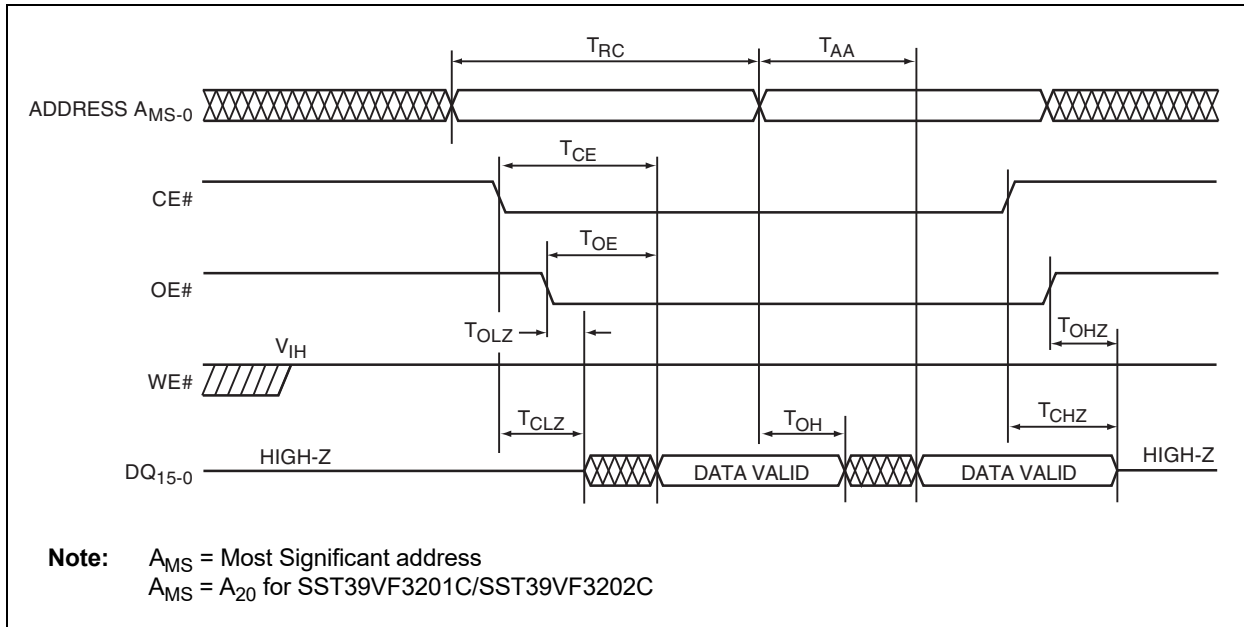 TRC
TAA
ADDRESS AMS-0
TCE
CE#
TOE
OE#
TOLZ
TOHZ
VIH
WE#
TCLZ
TOH
TCHZ
HIGH-Z
DATA VALID
DATA VALID
HIGH-Z
DQ15-0
Note: AMS = Most Significant address
AMS = A20 for SST39VF3201C/SST39VF3202C